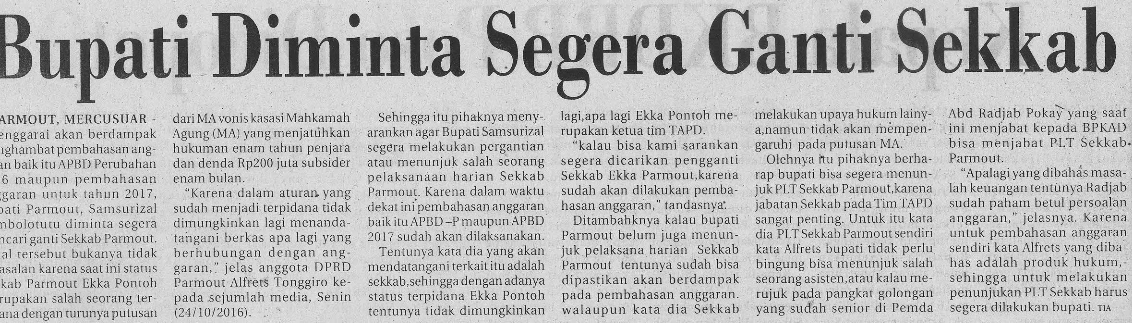 Bupati Diminta Segera Ganti Sekkab
ARMOUT, MERCUSUAR -
enggarai akan berdampak
nghambat pembahasan ang-
an baik itu APBD Perubahan
6 maupun pembahasan
ggaran untuk tahun 2017,
pati Parmout, Samsurizal
mbolotutu diminta segera
ncari ganti Sekkab Parmout.
al tersebut bukanya tidak
asalan karena saat ini status
kab Parmout Ekka Pontoh
rupakan salah seorang ter-
ana dengan turunya putusan
dari MA vonis kasasi Mahkamah
Agung (MA) yang menjatuhkan
hukuman enam tahun penjara
dan denda Rp200 juta subsider
enam bulan.
"Karena dalam aturan yang
sudah menjadi terpidana tidak
dimungkinkan lagi menanda-
tangani berkas apa lagi yang
berhubungan dengan ang-
garan," jelas anggota DPRD
Parmout Alfrets Tonggiro ke-
pada sejumlah media, Senin
(24/10/2016).
Sehingga itu pihaknya meny-
arankan agar Bupati Samsurizal
segera melakukan pergantian
atau menunjuk salah seorang
pelaksanaan harian Sekkab
Parmout. Karena dalam waktu
dekat ini pembahasan anggaran
baik itu APBD –P maupun APBD
2017 sudah akan dilaksanakan.
Tentunya kata dia yang akan
mendatangani terkait itu adalah
sekkab,sehingga dengan adanya
status terpidana Ekka Pontoh
tentunya tidak dimungkinkan
lagi,apa lagi Ekka Pontoh me-
rupakan ketua tim TAPD.
"kalau bisa kami sarankan
segera dicarikan pengganti
Sekkab Ekka Parmout,karena
sudah akan dilakukan pemba-
hasan anggaran," tandasnya.
Ditambahknya kalau bupati
Parmout belum juga menun-
juk pelaksana harian Sekkab
Parmout tentunya sudah bisa
dipastikan akan berdampak
pada pembahasan anggaran.
walaupun kata dia Sekkab
melakukan upaya hukum lainy-
a,namun tidak akan mempen-
garuhi pada putusan MA.
Olehnya itu pihaknya berha-
rap bupati bisa segera menun-
juk PLT Sekkab Parmout,karena
jabatan Sekkab pada Tim TAPD
sangat penting. Untuk itu kata
dia PLT Sekkab Parmout sendiri
kata Alfrets bupati tidak perlu
bingung bisa menunjuk salah
seorang asisten,atau kalau me-
rujuk pada pangkat golongan
yang sudah senior di Pemda
Abd Radjab Pokay yang saaf
ini menjabat kepada BPKAD
bisa menjabat PLT Sekkab
Parmout.
"Apalagi yang dibahas masa-
lah keuangan tentunya Radjab
sudah paham betul persoalan
anggaran," jelasnya. Karena
untuk pembahasan anggaran
sendiri kata Alfrets yang diba
has adalah produk hukum,
sehingga untuk melakukan
penunjukan PLT Sekkab harus
segera dilakukan bupati. TIA